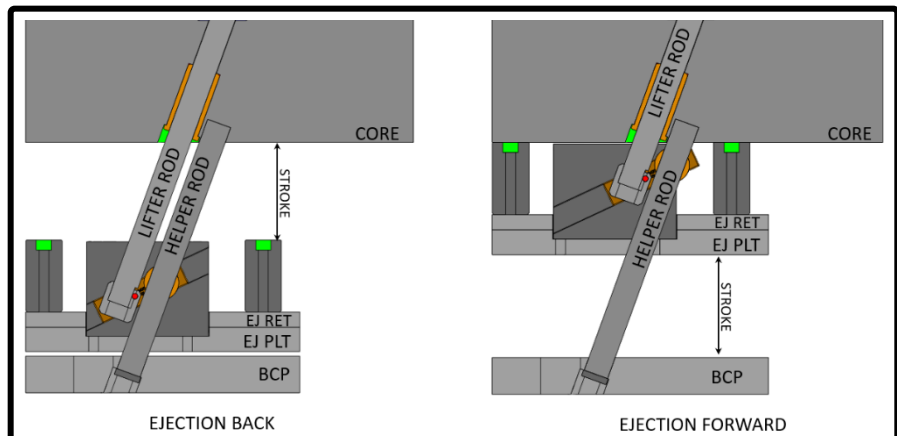 LIFTER ROD
HELPER ROD
CORE
STROKE
EJ RET
EJ PLT
BCP
EJECTION BACK
LIFTER ROD
HELPER ROD
CORE
EJ RET
EJ PLT
STROKE
BCP
EJECTION FORWARD